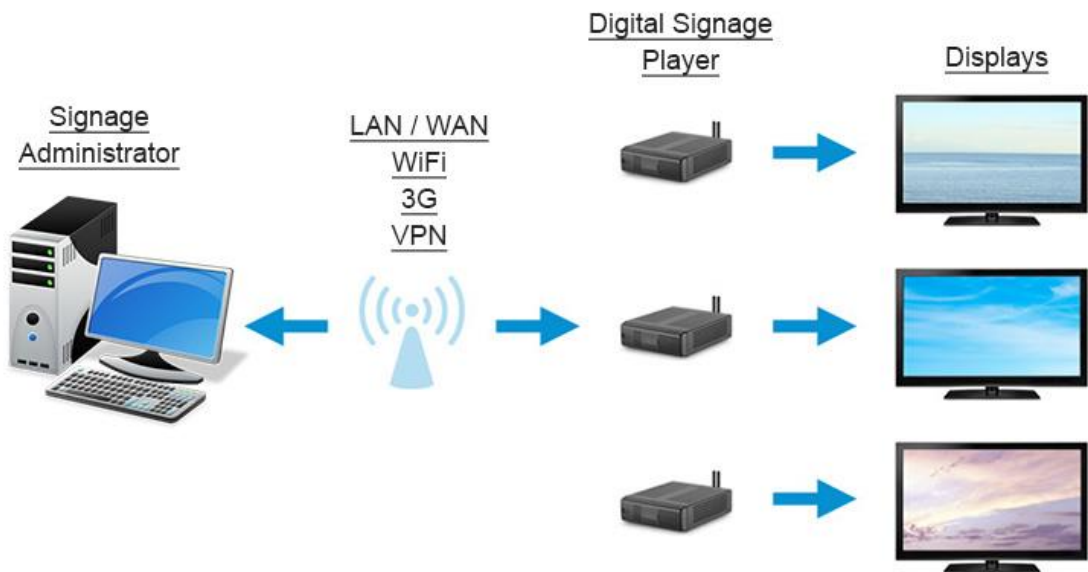 Signage
Administrator
LAN / WAN
WiFi
3G
VPN
Digital Signage
Player
Displays